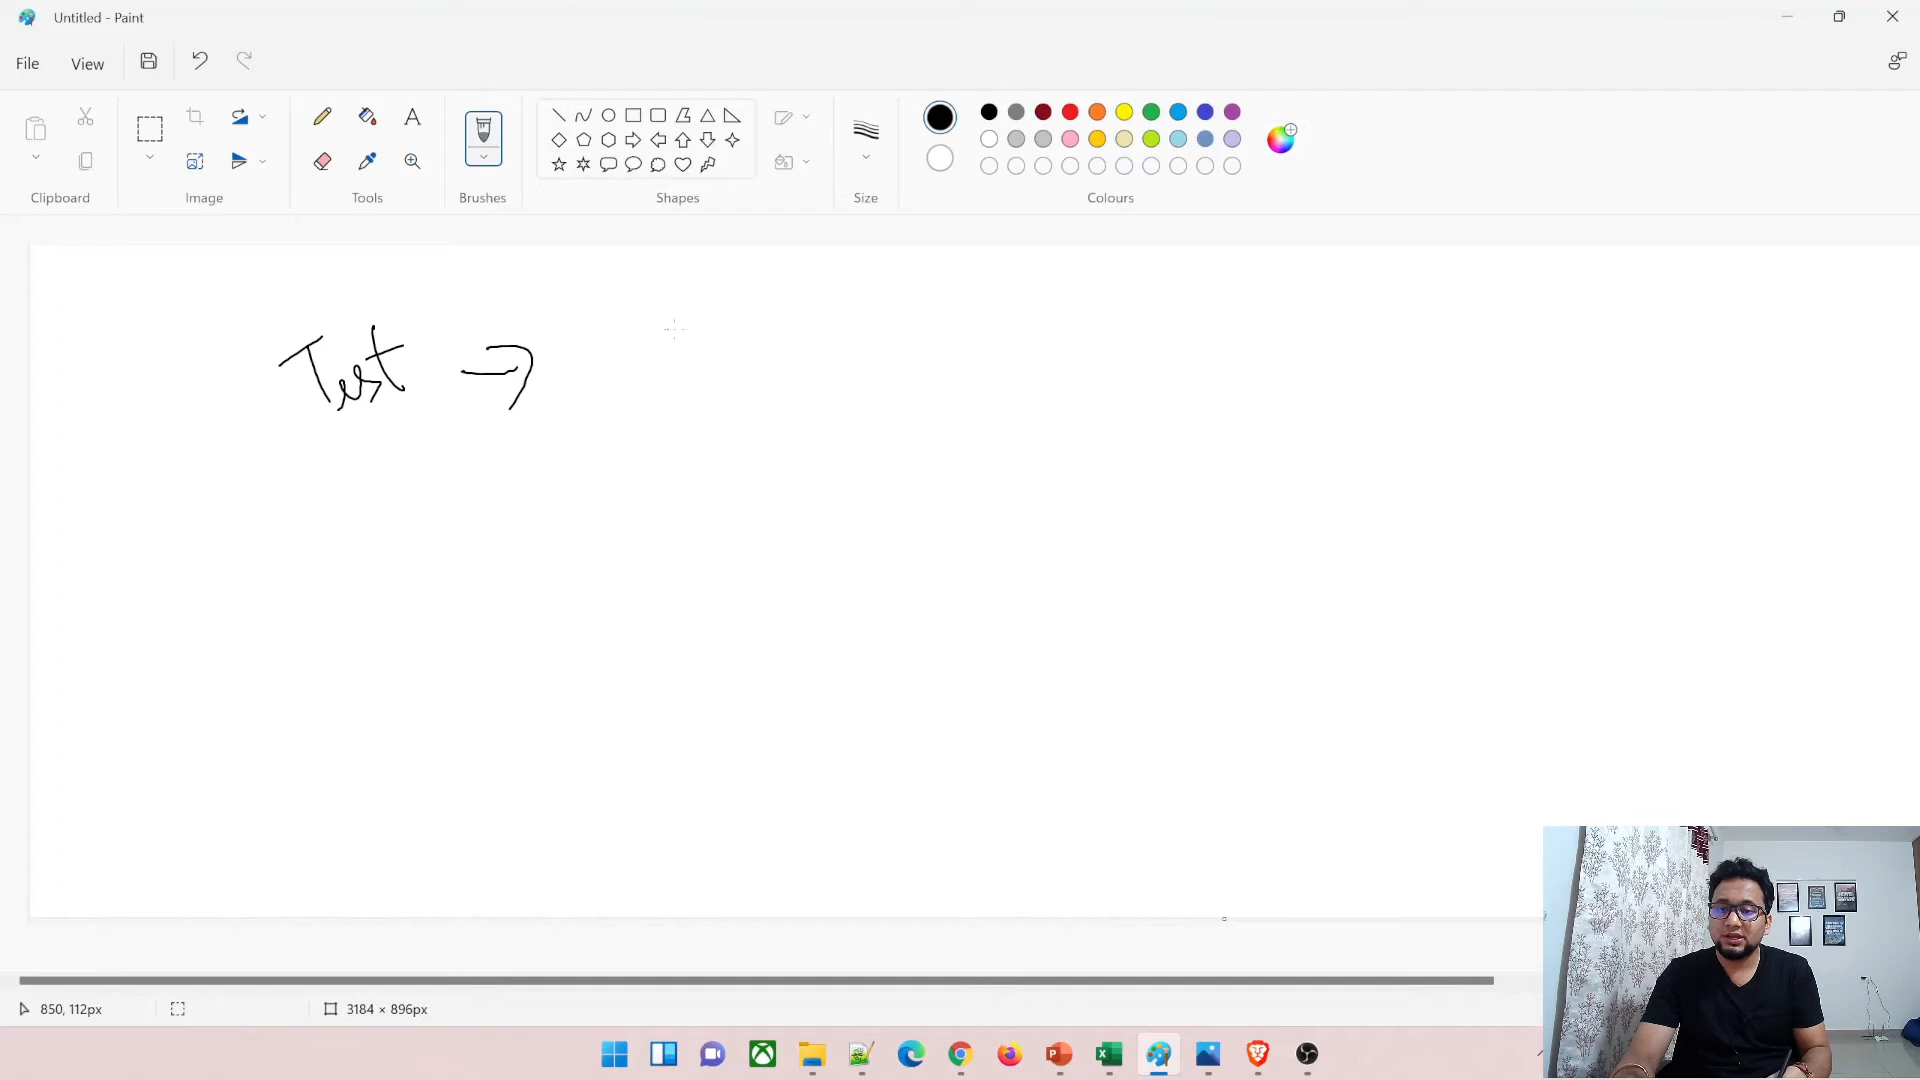 Untitled - Paint
File View
Clipboard Image Tools Brushes Shapes Size Colours
Test →
850, 112px 3184 × 896px